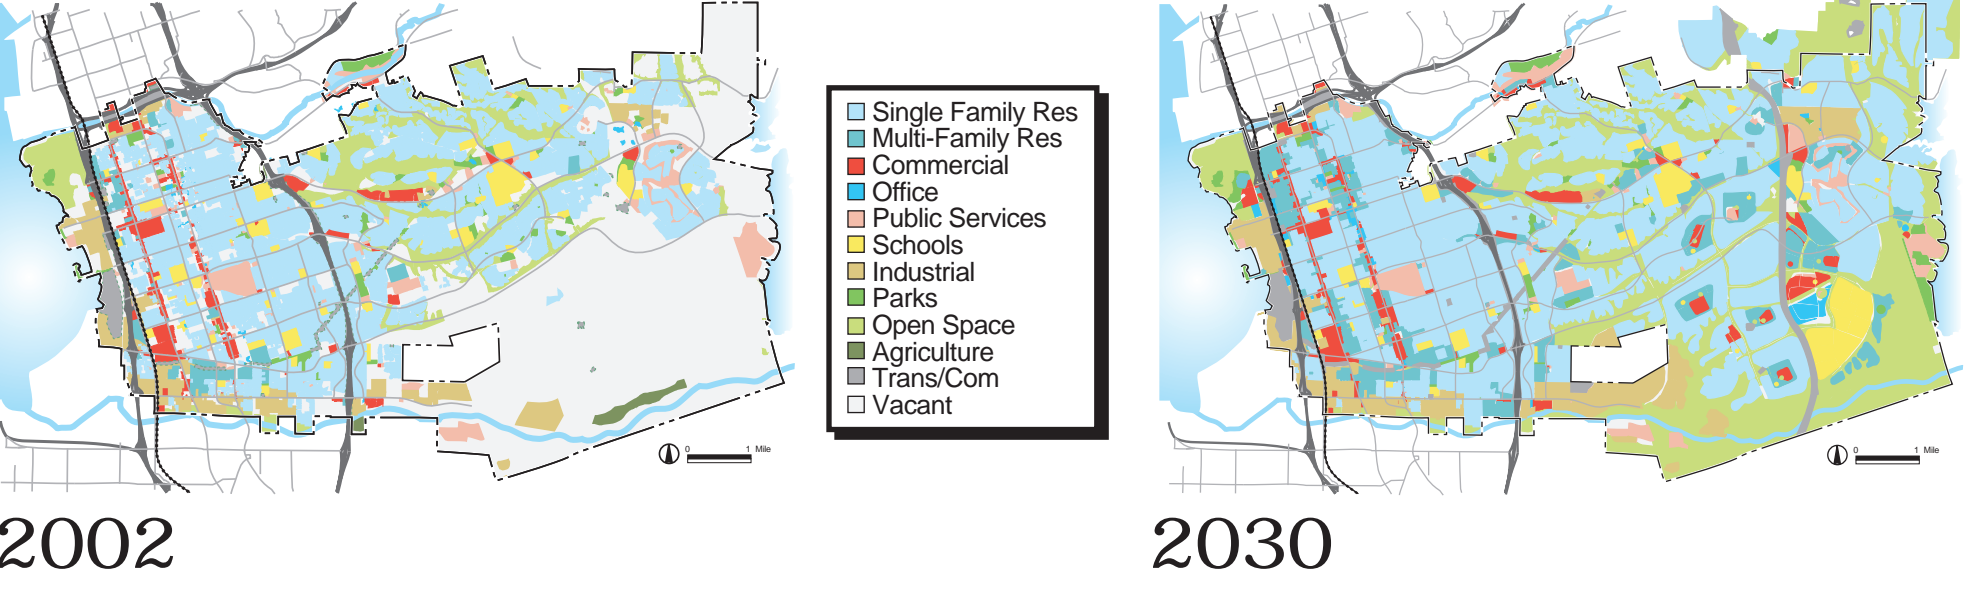 Single Family Res
Multi-Family Res
Commercial
Office
Public Services
Schools
Industrial
Parks
Open Space
Agriculture
Trans/Com
Vacant
0 1 Mile
0 1 Mile
2002
2030